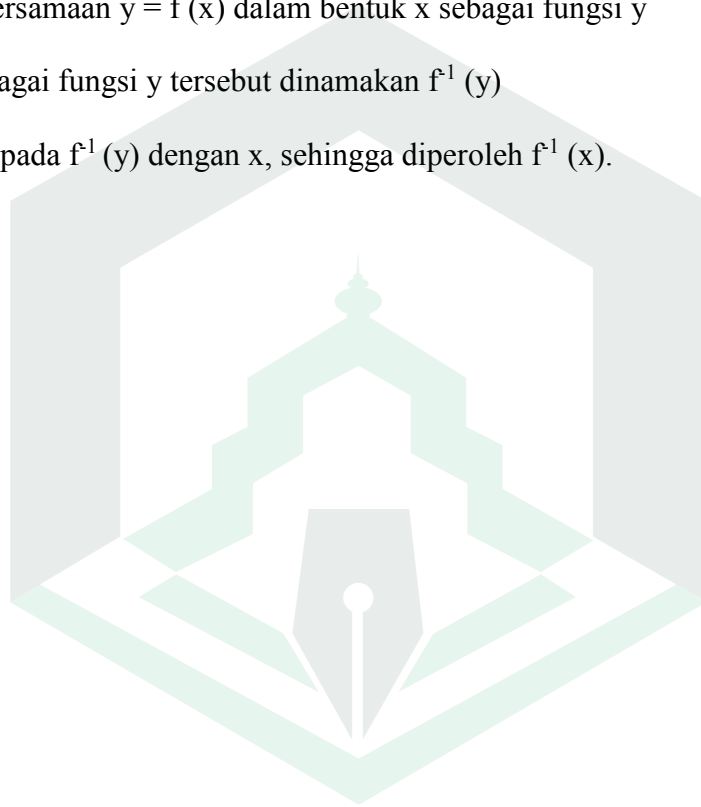 ersamaan y = f (x) dalam bentuk x sebagai fungsi y
agai fungsi y tersebut dinamakan f⁻¹ (y)
pada f⁻¹ (y) dengan x, sehingga diperoleh f⁻¹ (x).